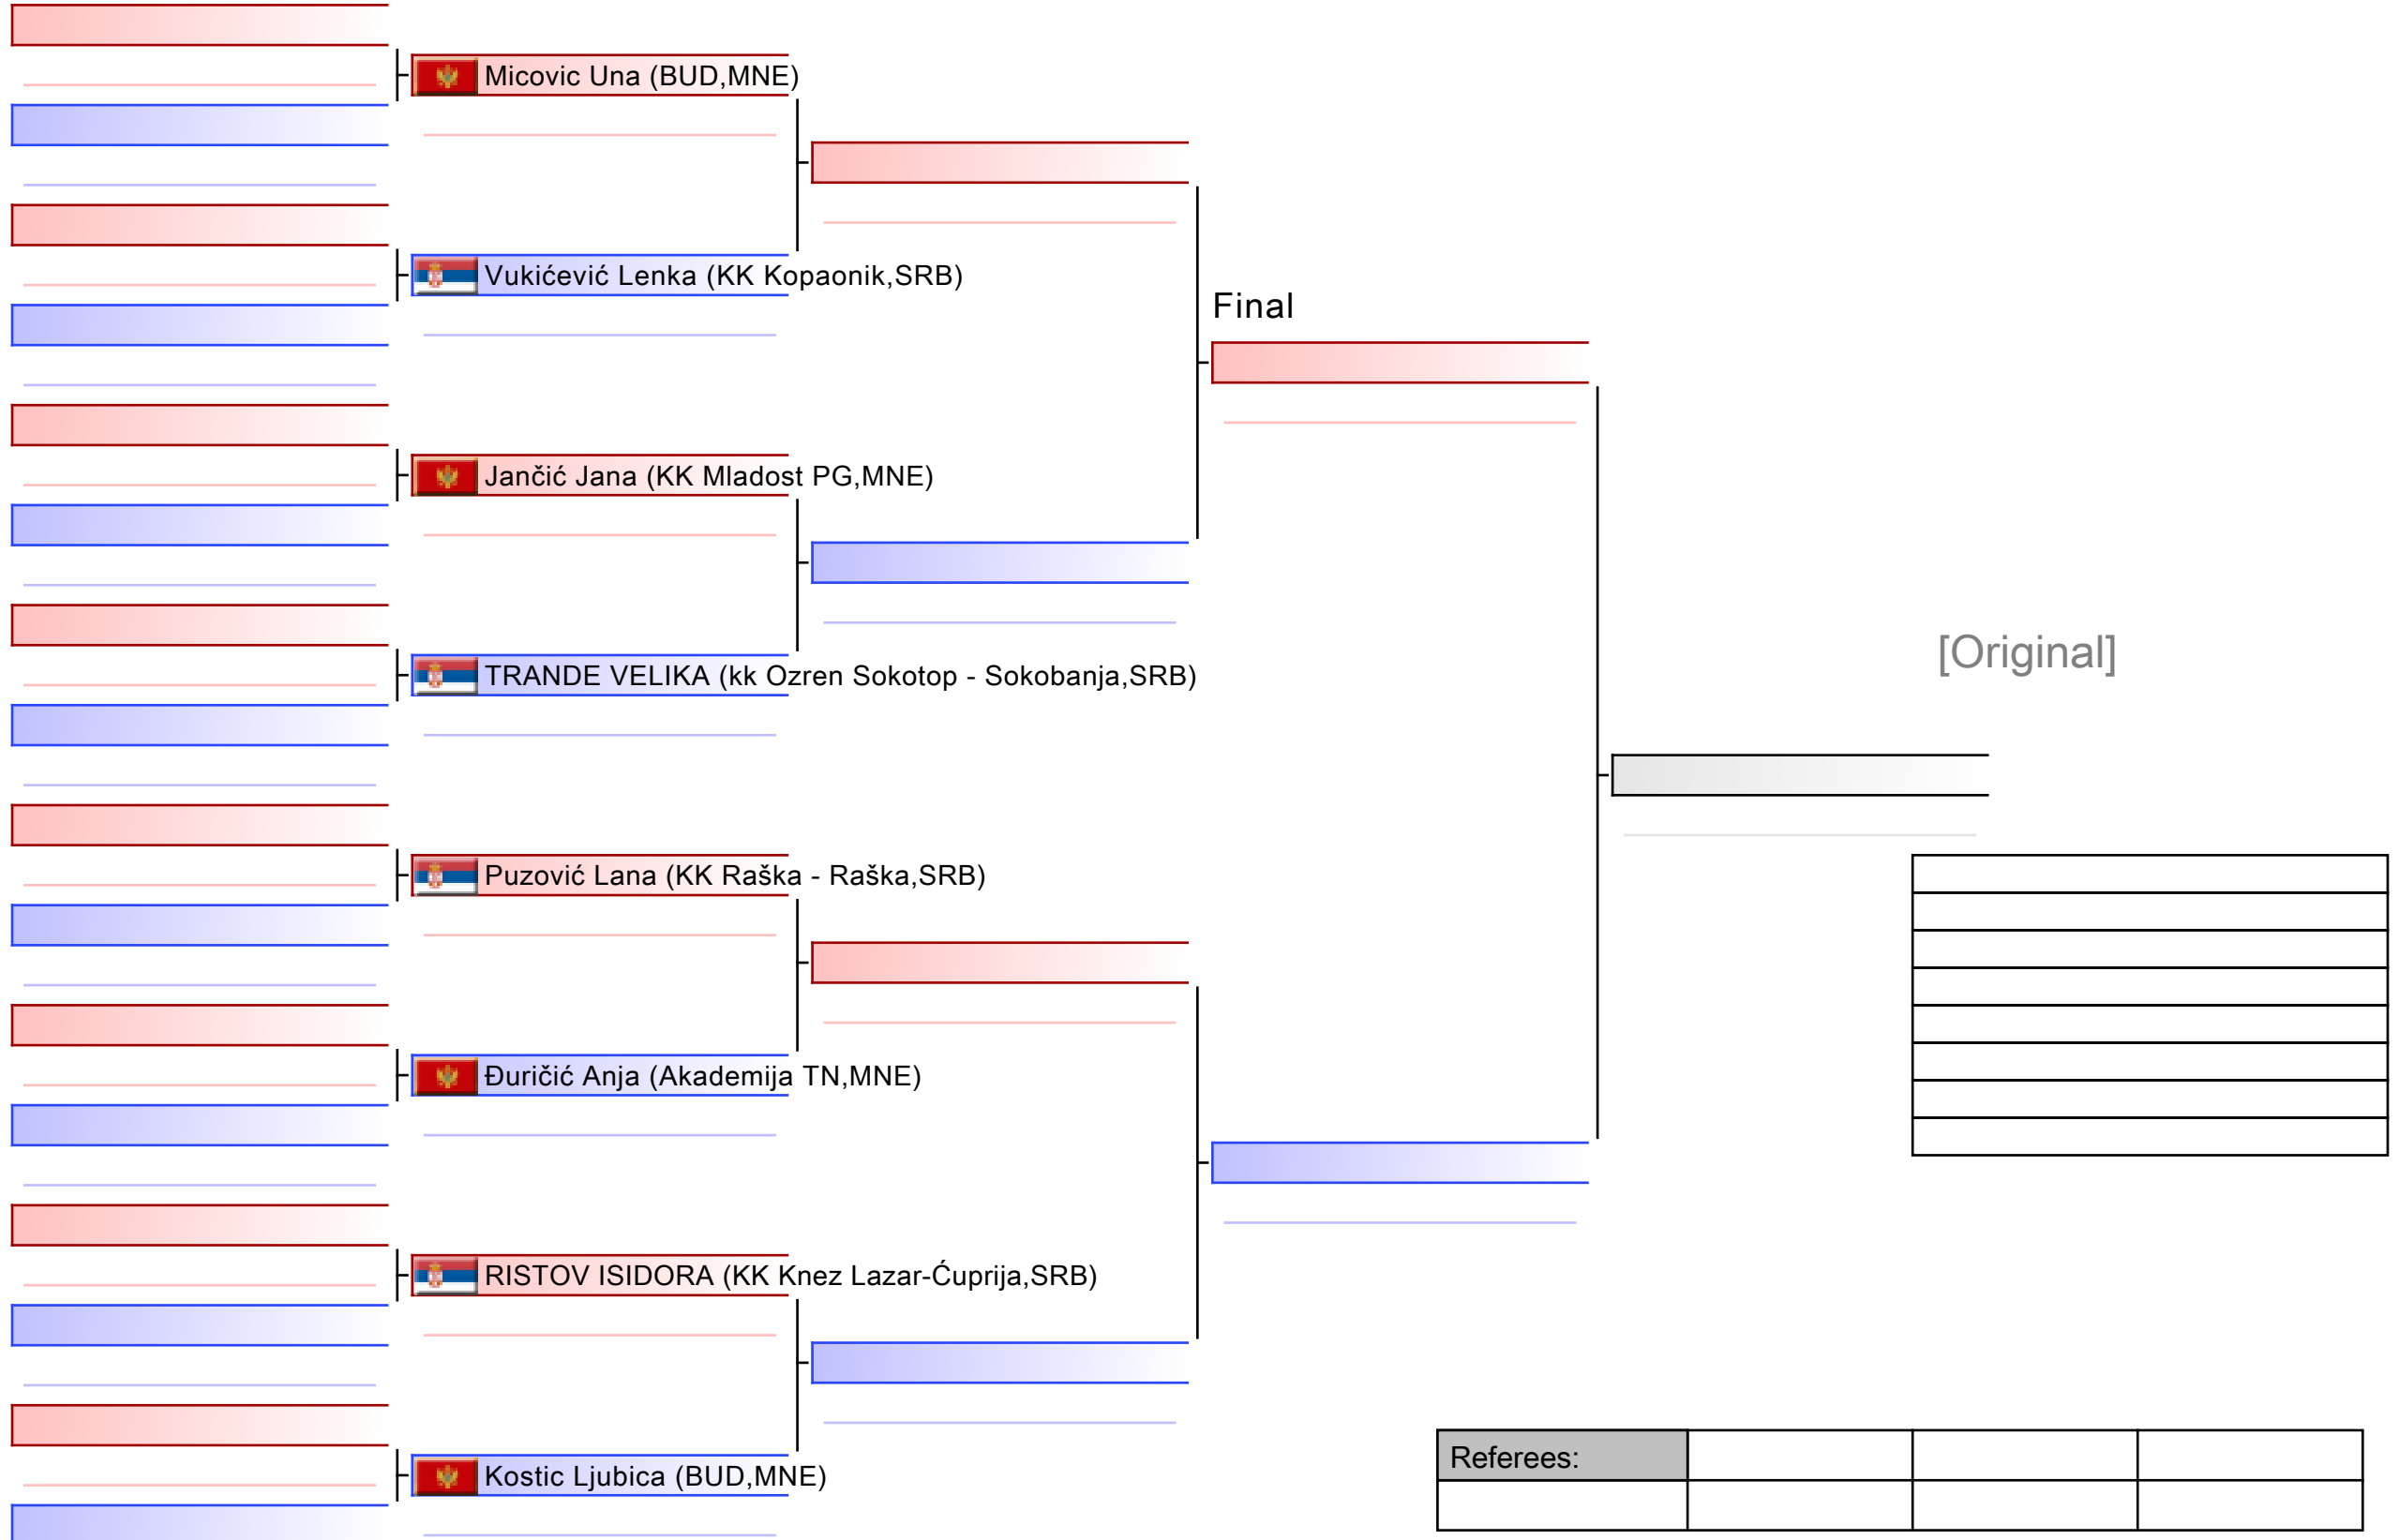 Micovic Una (BUD,MNE)
Vukićević Lenka (KK Kopaonik,SRB)
Final
Jančić Jana (KK Mladost PG,MNE)
[Original]
TRANDE VELIKA (kk Ozren Sokotop - Sokobanja,SRB)
Puzović Lana (KK Raška - Raška,SRB)
Đuričić Anja (Akademija TN,MNE)
RISTOV ISIDORA (KK Knez Lazar-Ćuprija,SRB)
Referees:
Kostic Ljubica (BUD,MNE)